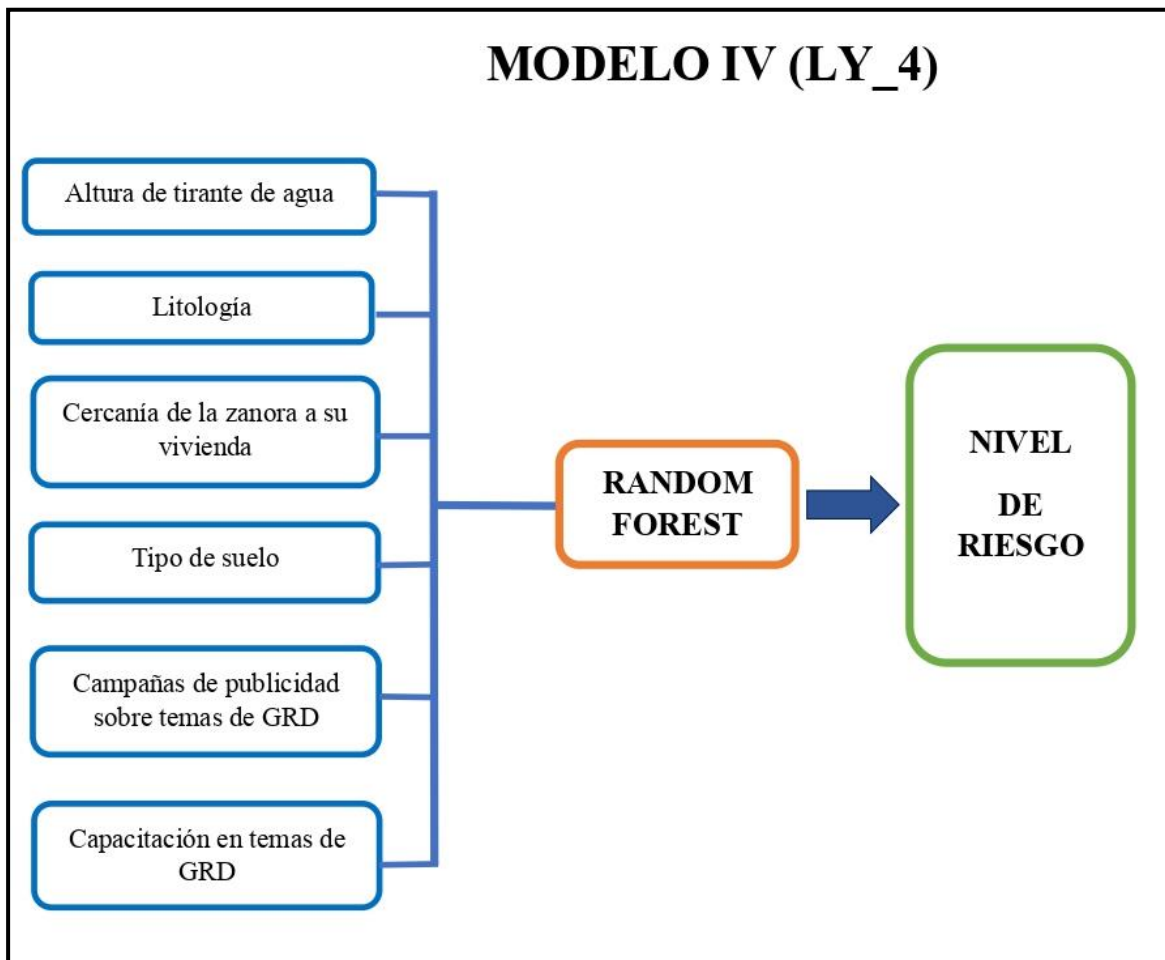 MODELO IV (LY_4)
Altura de tirante de agua
Litología
Cercanía de la zanora a su
vivienda
Tipo de suelo
Campañas de publicidad
sobre temas de GRD
Capacitación en temas de
GRD
RANDOM
FOREST
NIVEL
DE
RIESGO